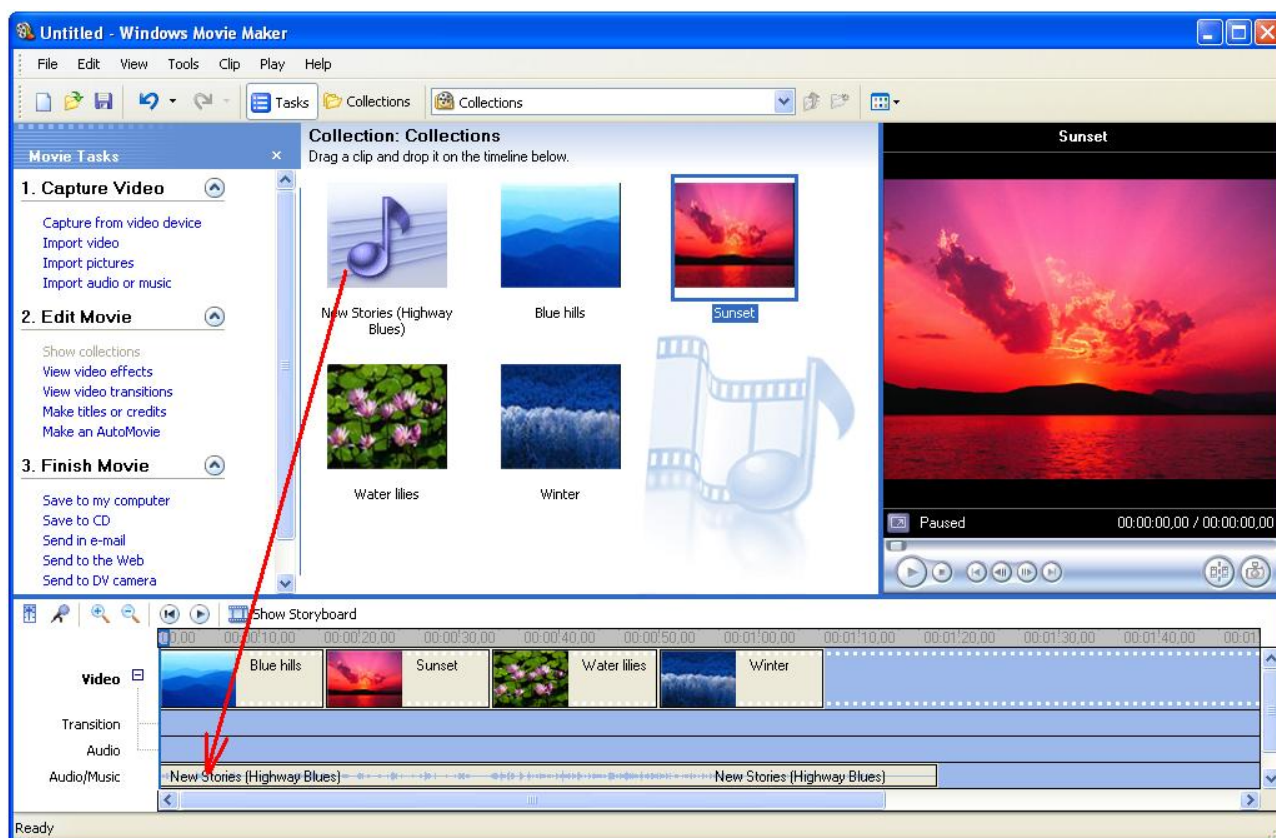 Untitled - Windows Movie Maker
File Edit View Tools Clip Play Help
Tasks Collections Collections
Movie Tasks
1. Capture Video
Capture from video device
Import video
Import pictures
Import audio or music
2. Edit Movie
Show collections
View video effects
View video transitions
Make titles or credits
Make an AutoMovie
3. Finish Movie
Save to my computer
Save to CD
Send in e-mail
Send to the Web
Send to DV camera
Collection: Collections
Drag a clip and drop it on the timeline below.
New Stories (Highway
Blues)
Blue hills
Sunset
Water lilies
Winter
Sunset
Paused 00:00:00,00 / 00:00:00,00
Show Storyboard
00:00:10,00 00:00:20,00 00:00:30,00 00:00:40,00 00:00:50,00 00:01:00,00 00:01:10,00 00:01:20,00 00:01:30,00 00:01:40,00
Video Blue hills Sunset Water lilies Winter
Transition
Audio
Audio/Music New Stories (Highway Blues) New Stories (Highway Blues)
Ready